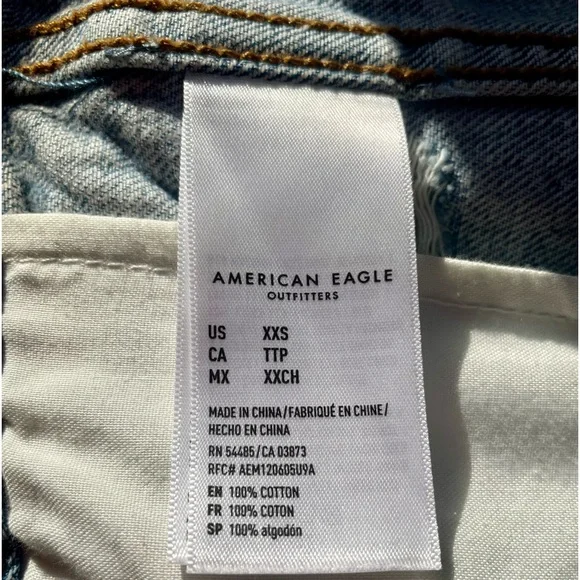 AMERICAN EAGLE
OUTFITTERS
US XXS
CA TTP
MX XXCH
MADE IN CHINA/FABRIQUÉ EN CHINE/
HECHO EN CHINA
RN 54485/CA 03873
RFC# AEM120605U9A
EN 100% COTTON
FR 100% COTON
SP 100% algodón